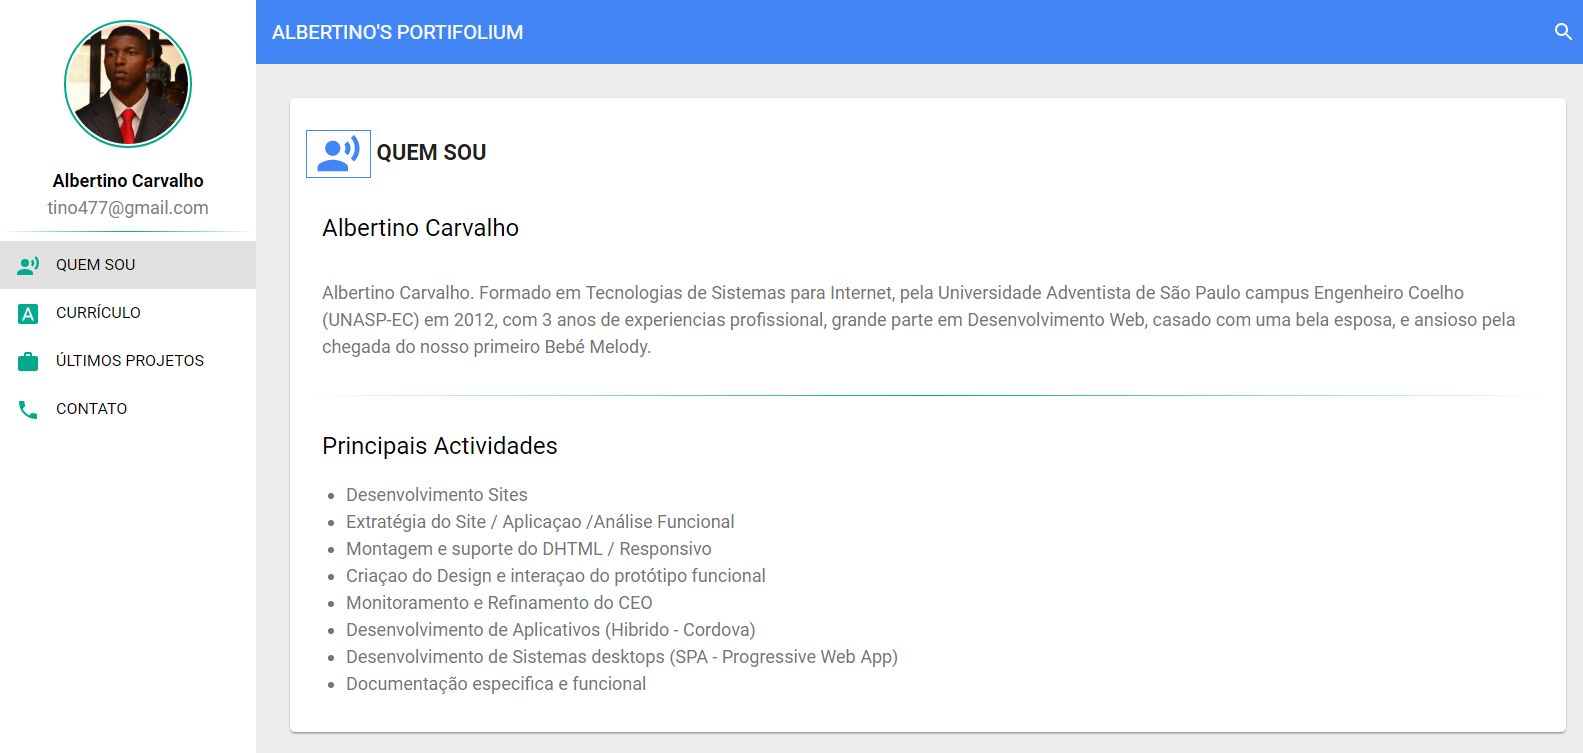 Albertino Carvalho
tino477@gmail.com
QUEM SOU
CURRÍCULO
ÚLTIMOS PROJETOS
CONTATO
ALBERTINO'S PORTIFOLIUM
QUEM SOU
Albertino Carvalho
Albertino Carvalho. Formado em Tecnologias de Sistemas para Internet, pela Universidade Adventista de São Paulo campus Engenheiro Coelho
(UNASP-EC) em 2012, com 3 anos de experiencias profissional, grande parte em Desenvolvimento Web, casado com uma bela esposa, e ansioso pela
chegada do nosso primeiro Bebé Melody.
Principais Actividades
Desenvolvimento Sites
Extratégia do Site / Aplicaçao /Análise Funcional
Montagem e suporte do DHTML / Responsivo
Criaçao do Design e interaçao do protótipo funcional
Monitoramento e Refinamento do CEO
Desenvolvimento de Aplicativos (Hibrido - Cordova)
Desenvolvimento de Sistemas desktops (SPA - Progressive Web App)
Documentação especifica e funcional